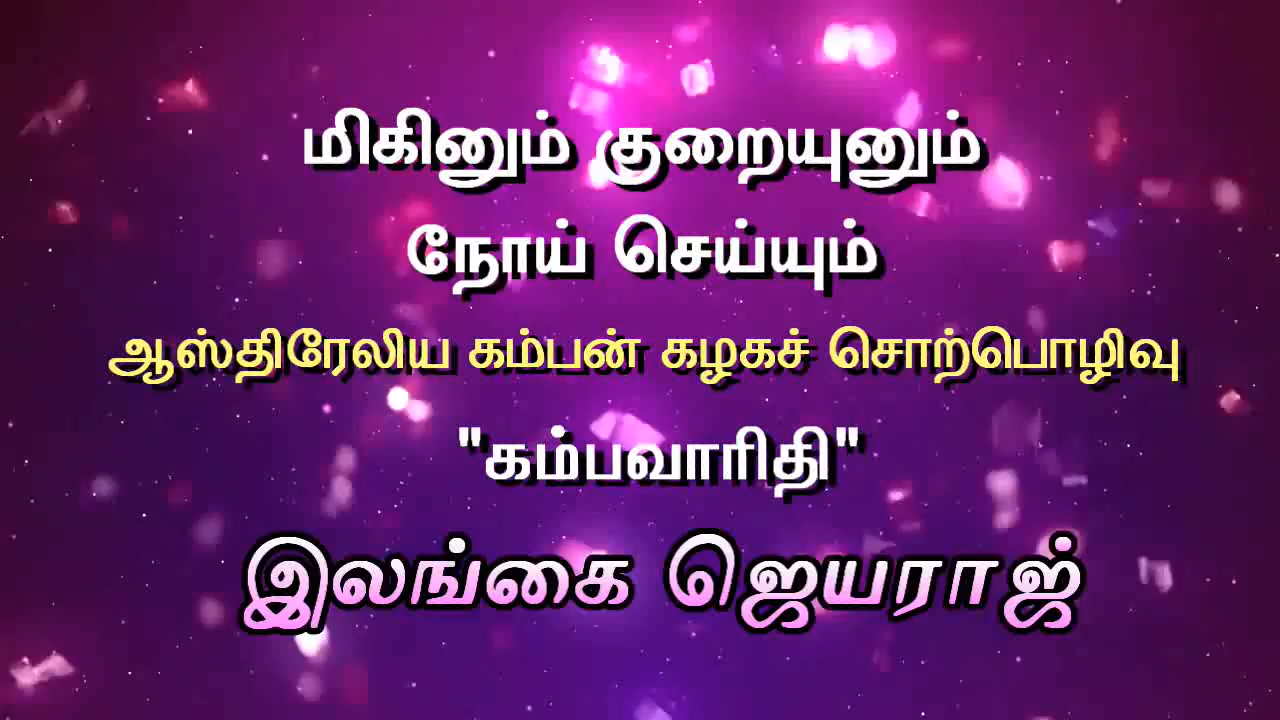 மிகினும் குறையுனும்
நோய் செய்யும்
ஆஸ்திரேலிய கம்பன் கழகச் சொற்பொழிவு
"கம்பவாரிதி"
இலங்கை ஜெயராஜ்